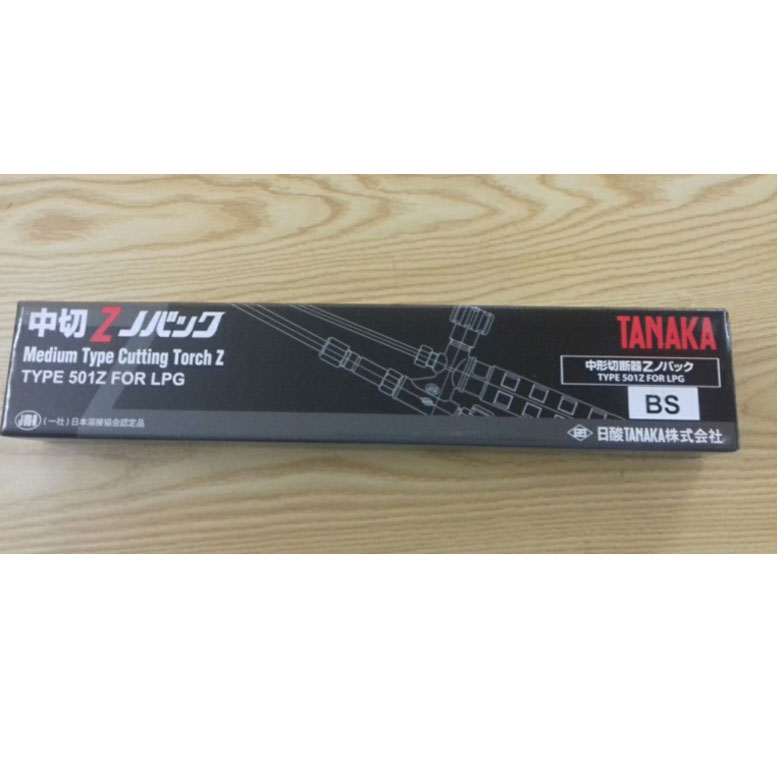 中切Zノバック
Medium Type Cutting Torch Z
TYPE 501Z FOR LPG
(一社)日本溶接協会認定品
TANAKA
中形切断器Zノバック
TYPE 501Z FOR LPG
BS
日酸TANAKA株式会社